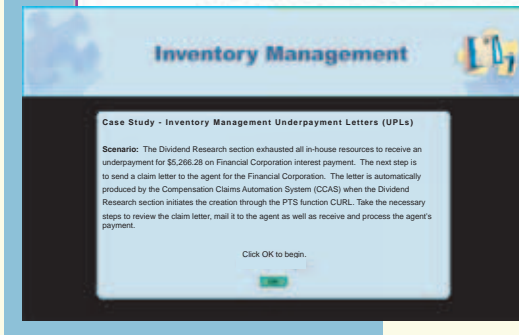 Inventory Management
Case Study - Inventory Management Underpayment Letters (UPLs)
Scenario: The Dividend Research section exhausted all in-house resources to receive an
underpayment for $5,266.28 on Financial Corporation interest payment. The next step is
to send a claim letter to the agent for the Financial Corporation. The letter is automatically
produced by the Compensation Claims Automation System (CCAS) when the Dividend
Research section initiates the creation through the PTS function CURL. Take the necessary
steps to review the claim letter, mail it to the agent as well as receive and process the agent's
payment.
Click OK to begin.